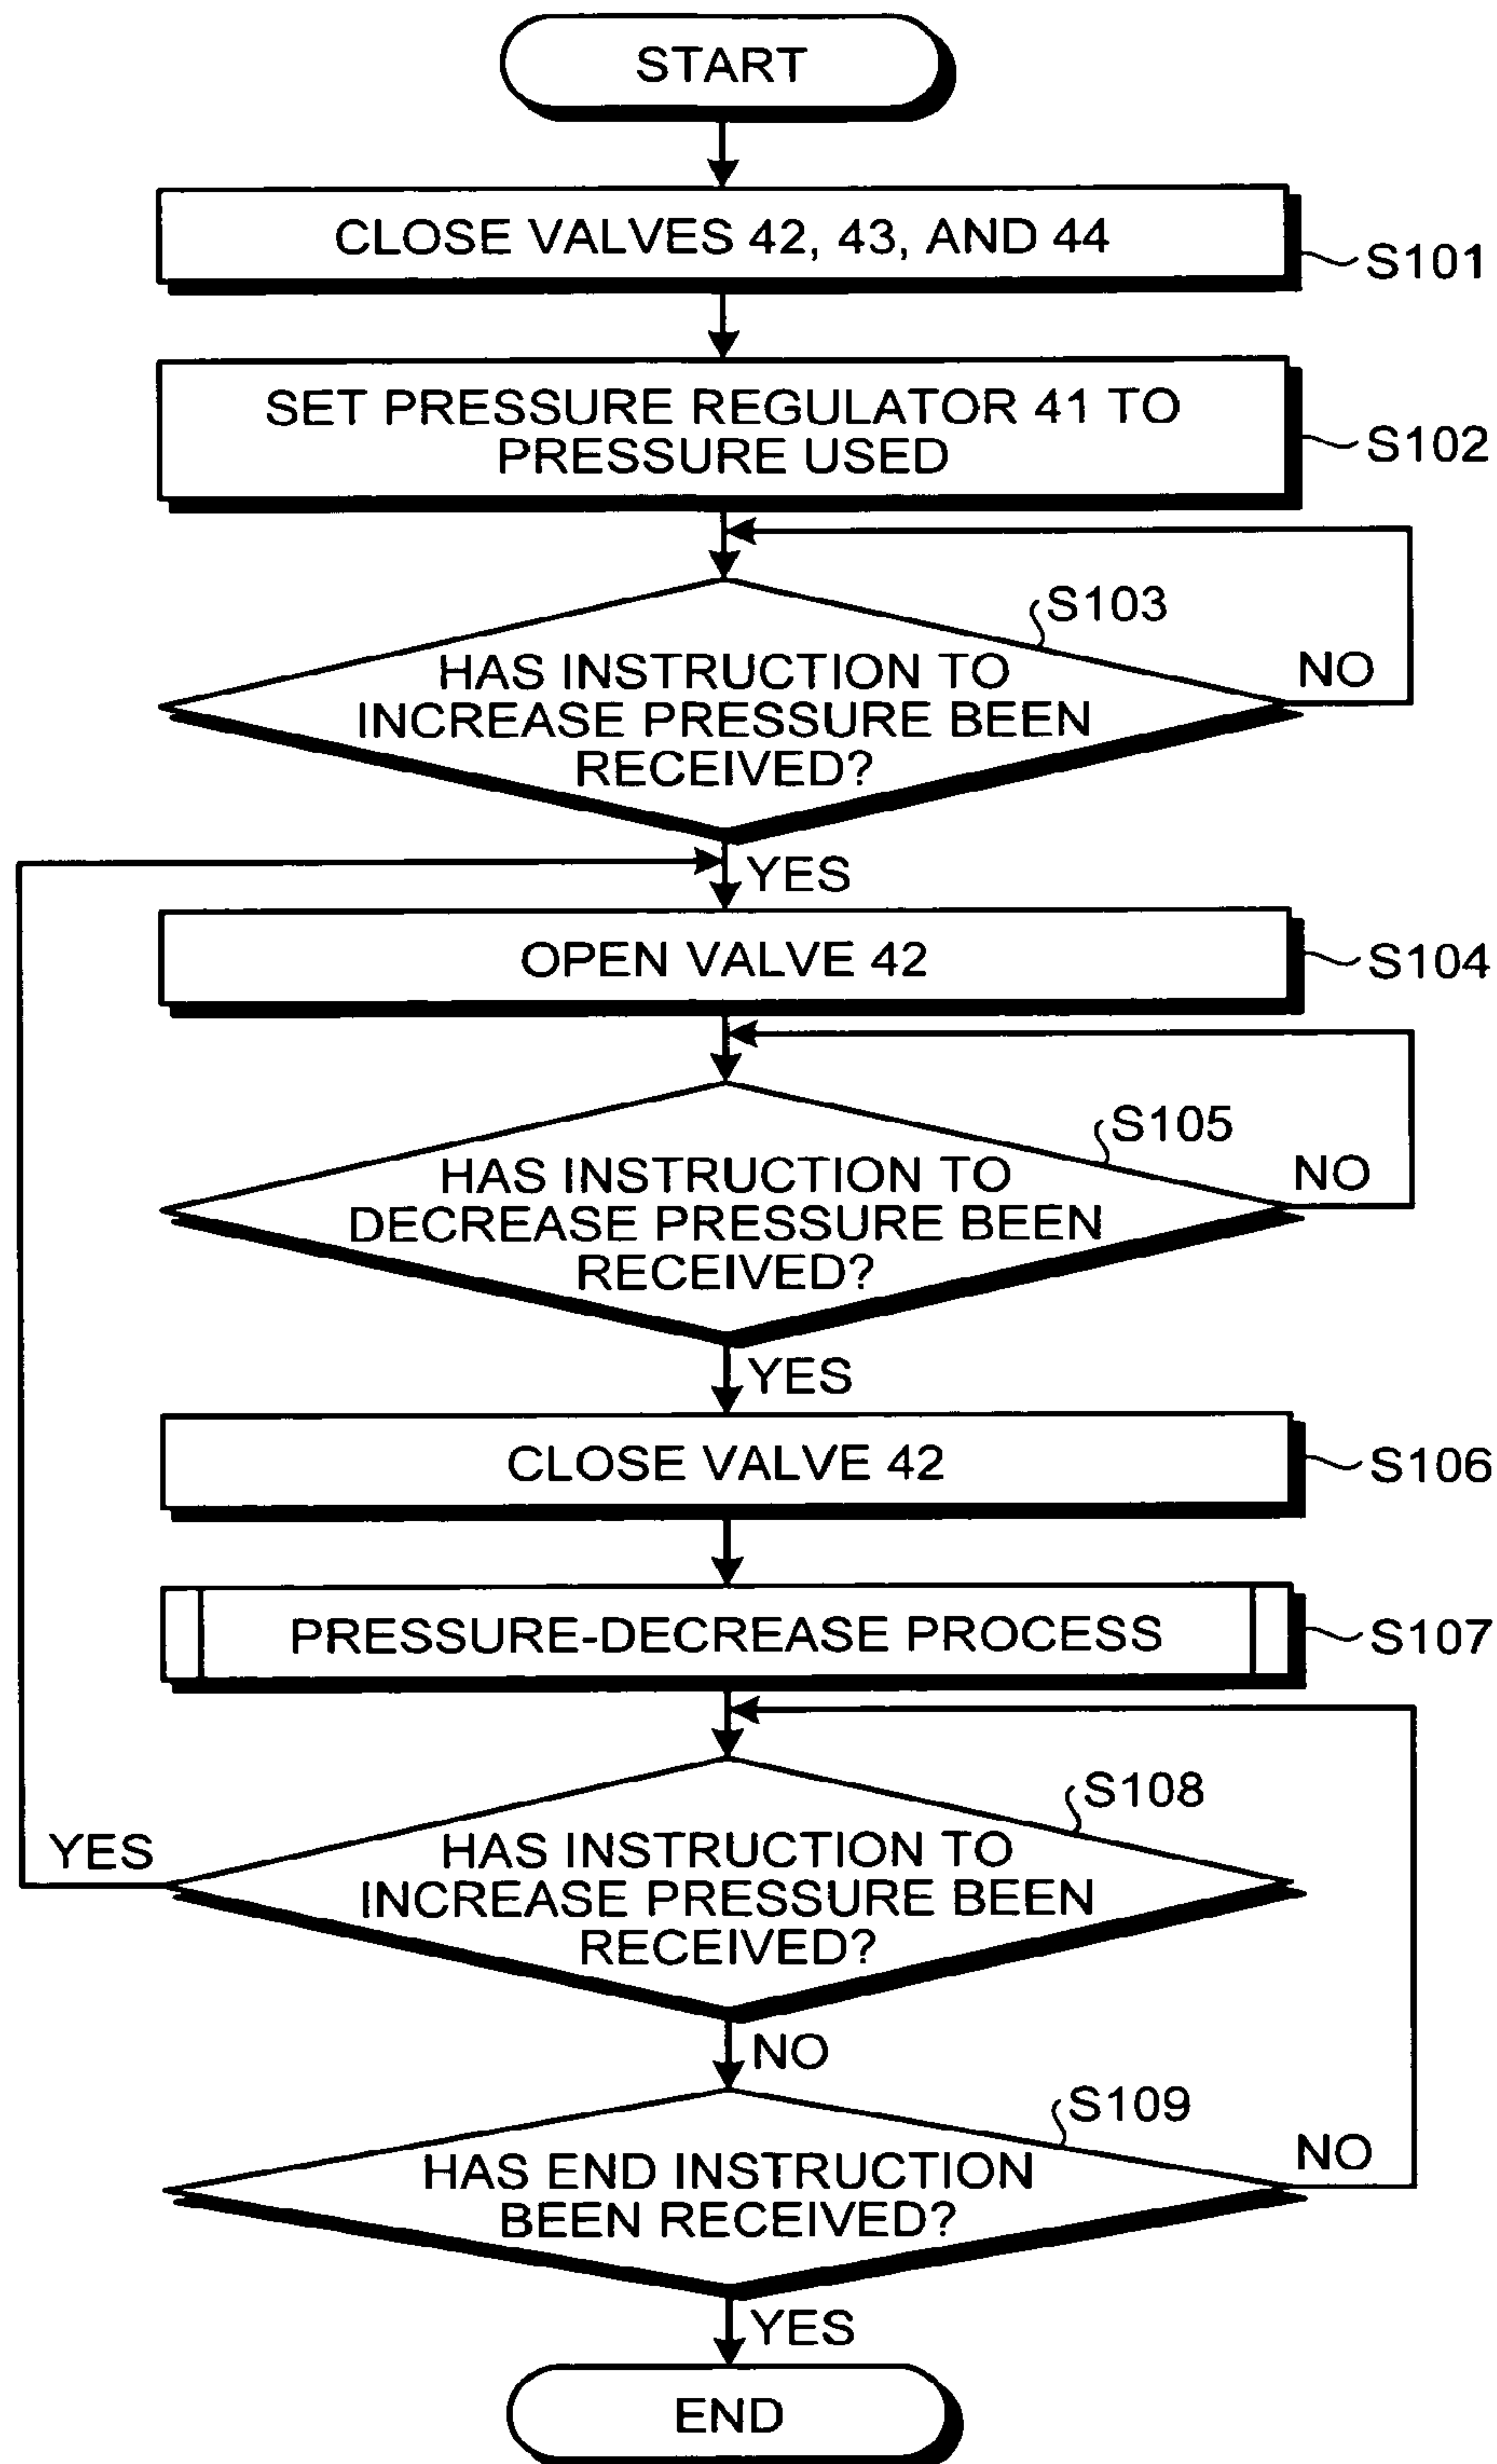 START
CLOSE VALVES 42, 43, AND 44
S101
SET PRESSURE REGULATOR 41 TO
PRESSURE USED
S102
S103
HAS INSTRUCTION TO
INCREASE PRESSURE BEEN
RECEIVED?
NO
YES
OPEN VALVE 42
S104
S105
HAS INSTRUCTION TO
DECREASE PRESSURE BEEN
RECEIVED?
NO
YES
CLOSE VALVE 42
S106
PRESSURE-DECREASE PROCESS
S107
S108
YES
HAS INSTRUCTION TO
INCREASE PRESSURE BEEN
RECEIVED?
NO
S109
HAS END INSTRUCTION
BEEN RECEIVED?
NO
YES
END